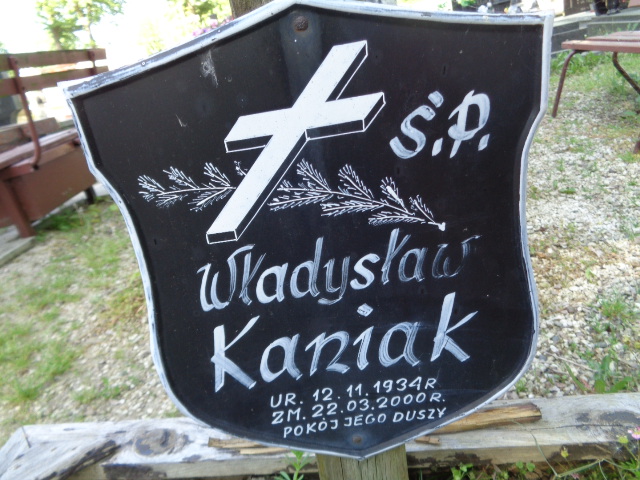 Ś.P.
Władysław
Kaniak
UR. 12.11.1934R
ZM. 22.03.2000R.
POKÓJ JEGO DUSZY